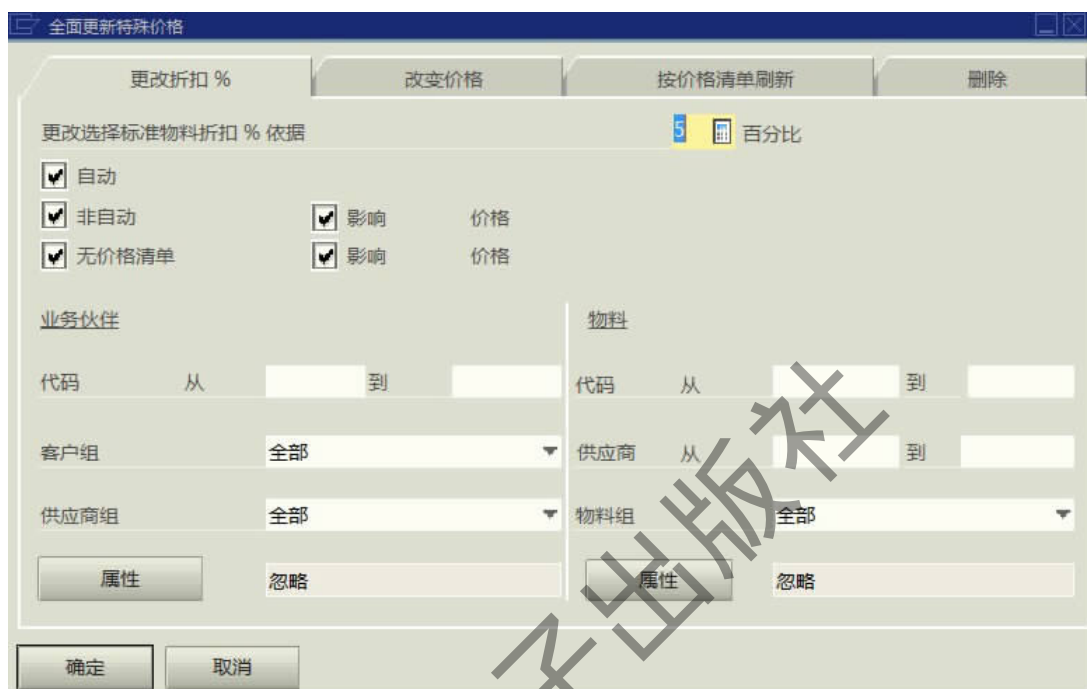 全面更新特殊价格
更改折扣 % 改变价格 按价格清单刷新 删除
更改选择标准物料折扣 % 依据 5 百分比
自动
非自动 影响 价格
无价格清单 影响 价格
业务伙伴 物料
代码 从 到 代码 从 到
客户组 全部 供应商 从 到
供应商组 全部 物料组 全部
属性 忽略 属性 忽略
确定 取消
子出版社